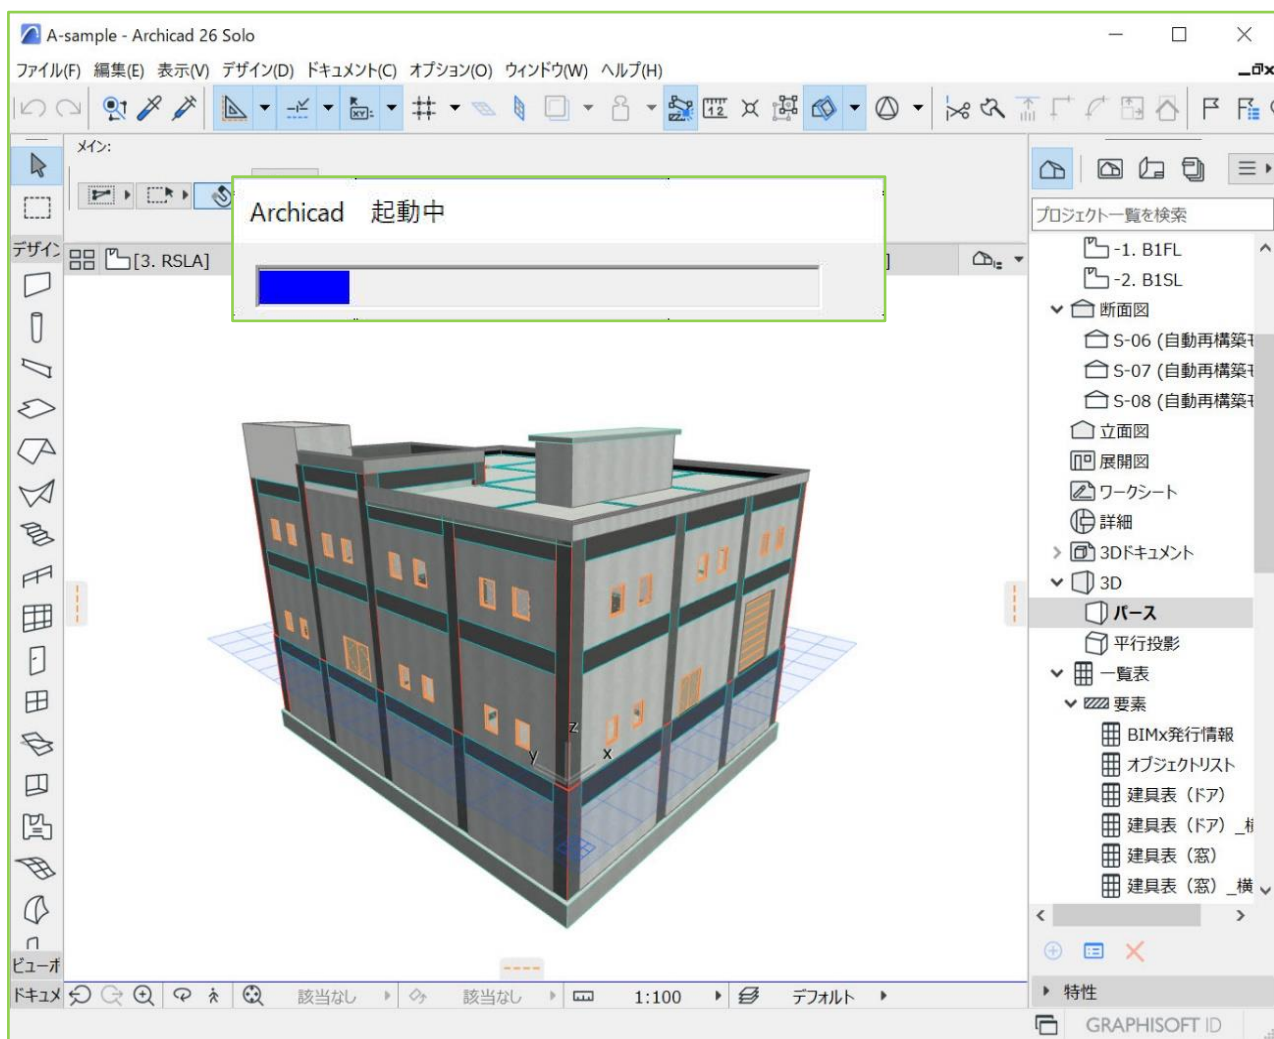 A-sample - Archicad 26 Solo
ファイル(F) 編集(E) 表示(V) デザイン(D) ドキュメント(C) オプション(O) ウィンドウ(W) ヘルプ(H)
メイン:
Archicad 起動中
デザイン
[3. RSLA]
プロジェクト一覧を検索
-1. B1FL
-2. B1SL
断面図
S-06 (自動再構築モ
S-07 (自動再構築モ
S-08 (自動再構築モ
立面図
展開図
ワークシート
詳細
3Dドキュメント
3D
パース
平行投影
一覧表
要素
BIMx発行情報
オブジェクトリスト
建具表（ドア）
建具表（ドア）_横
建具表（窓）
建具表（窓）_横
z
y
x
ビューポ
ドキュメ
該当なし
該当なし
1:100
デフォルト
特性
GRAPHISOFT ID